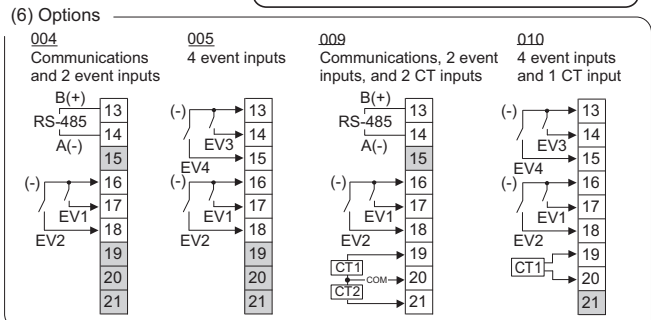 (6) Options
004
Communications
and 2 event inputs
B(+)
RS-485
A(-)
13
14
15
(-)
EV1
EV2
16
17
18
19
20
21
005
4 event inputs
(-)
EV3
EV4
13
14
15
(-)
EV1
EV2
16
17
18
19
20
21
009
Communications, 2 event
inputs, and 2 CT inputs
B(+)
RS-485
A(-)
13
14
15
(-)
EV1
EV2
16
17
18
CT1
COM
CT2
19
20
21
010
4 event inputs
and 1 CT input
(-)
EV3
EV4
13
14
15
(-)
EV1
EV2
16
17
18
CT1
19
20
21